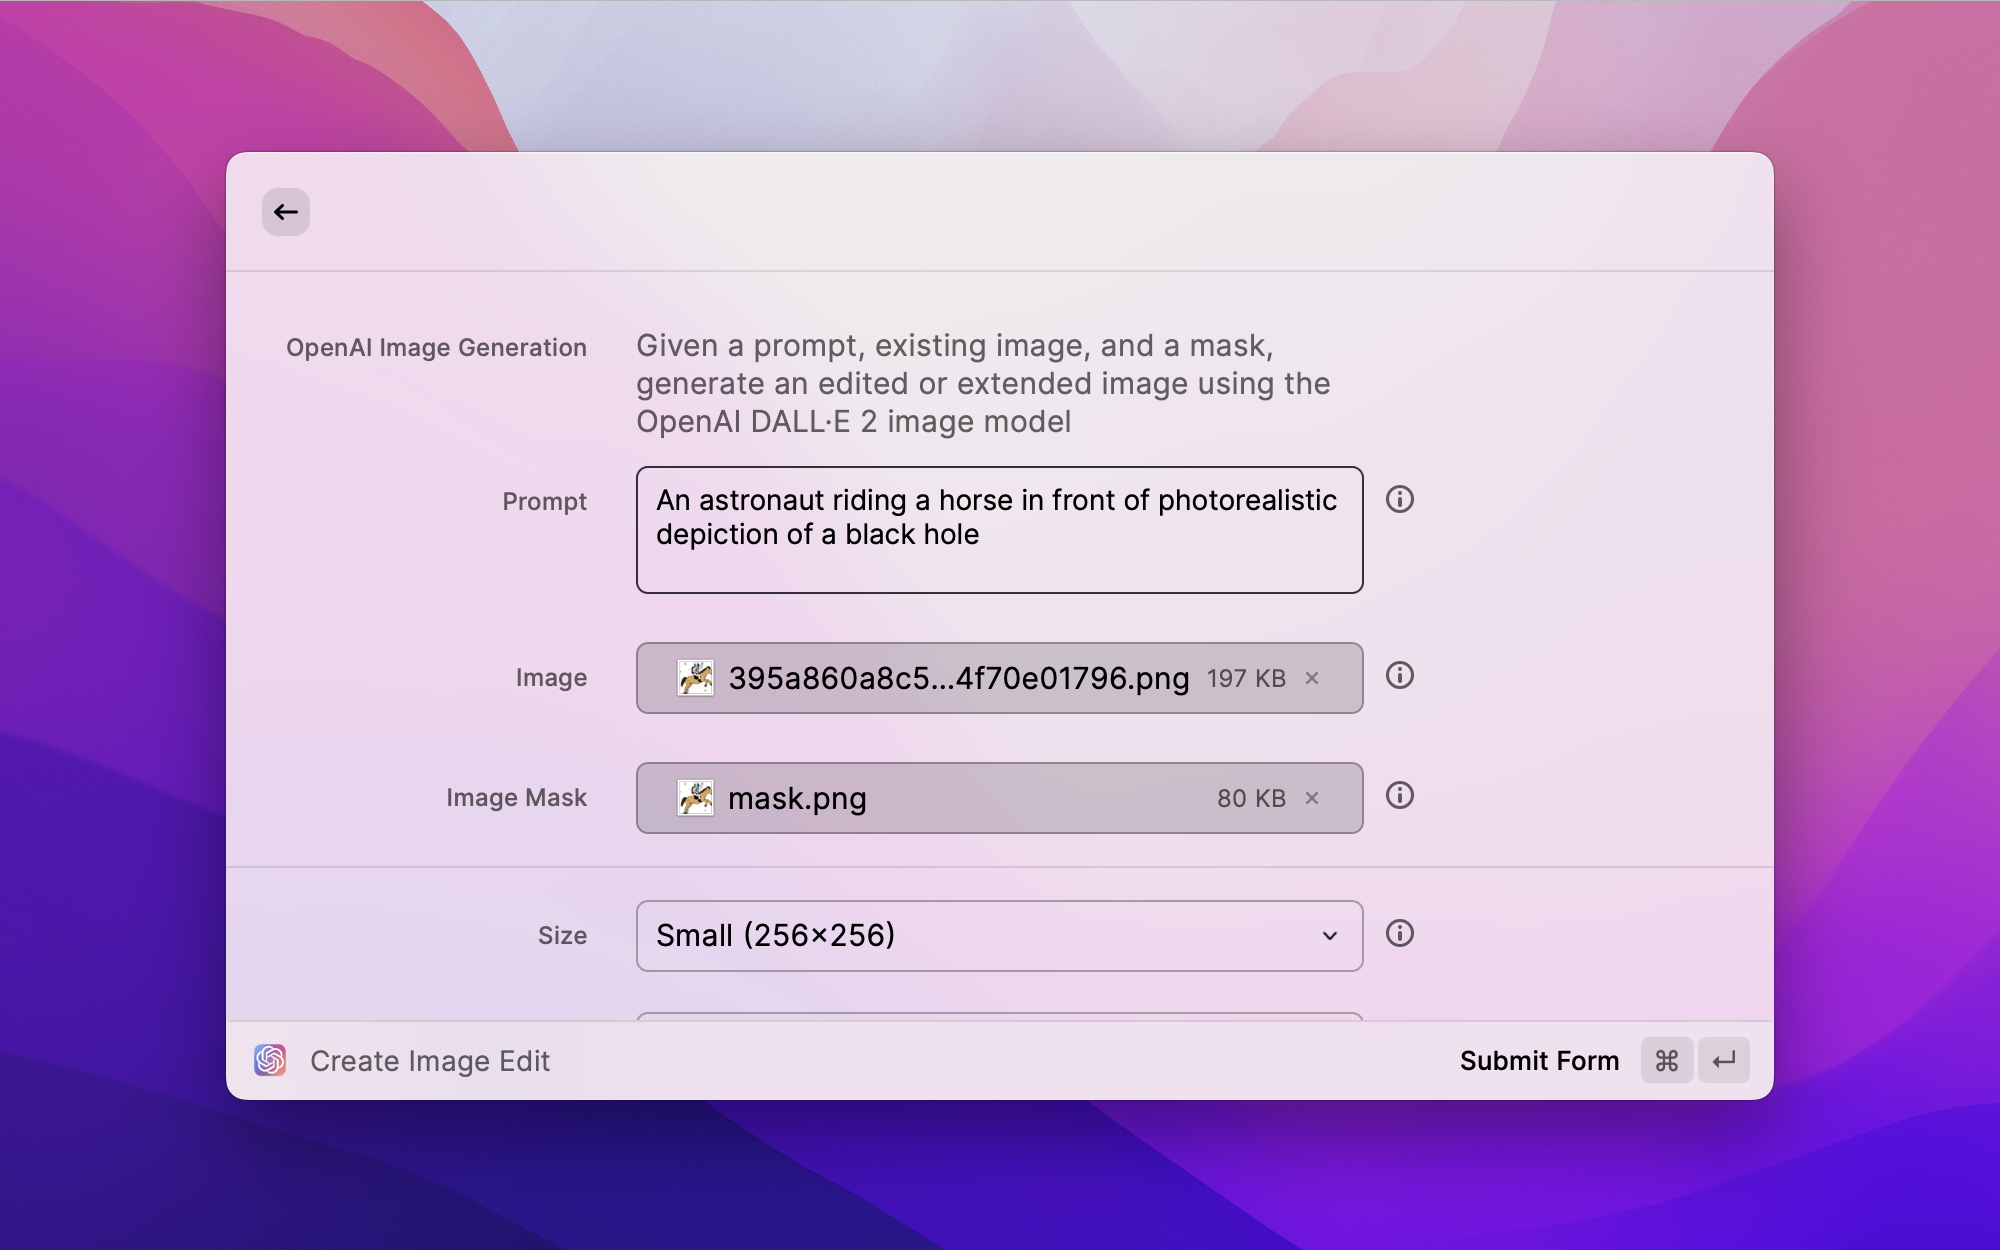 OpenAI Image Generation
Given a prompt, existing image, and a mask,
generate an edited or extended image using the
OpenAI DALL·E 2 image model
Prompt
An astronaut riding a horse in front of photorealistic
depiction of a black hole
Image
395a860a8c5...4f70e01796.png 197 KB ×
Image Mask
mask.png 80 KB ×
Size
Small (256×256)
Create Image Edit
Submit Form ⌘ ↵